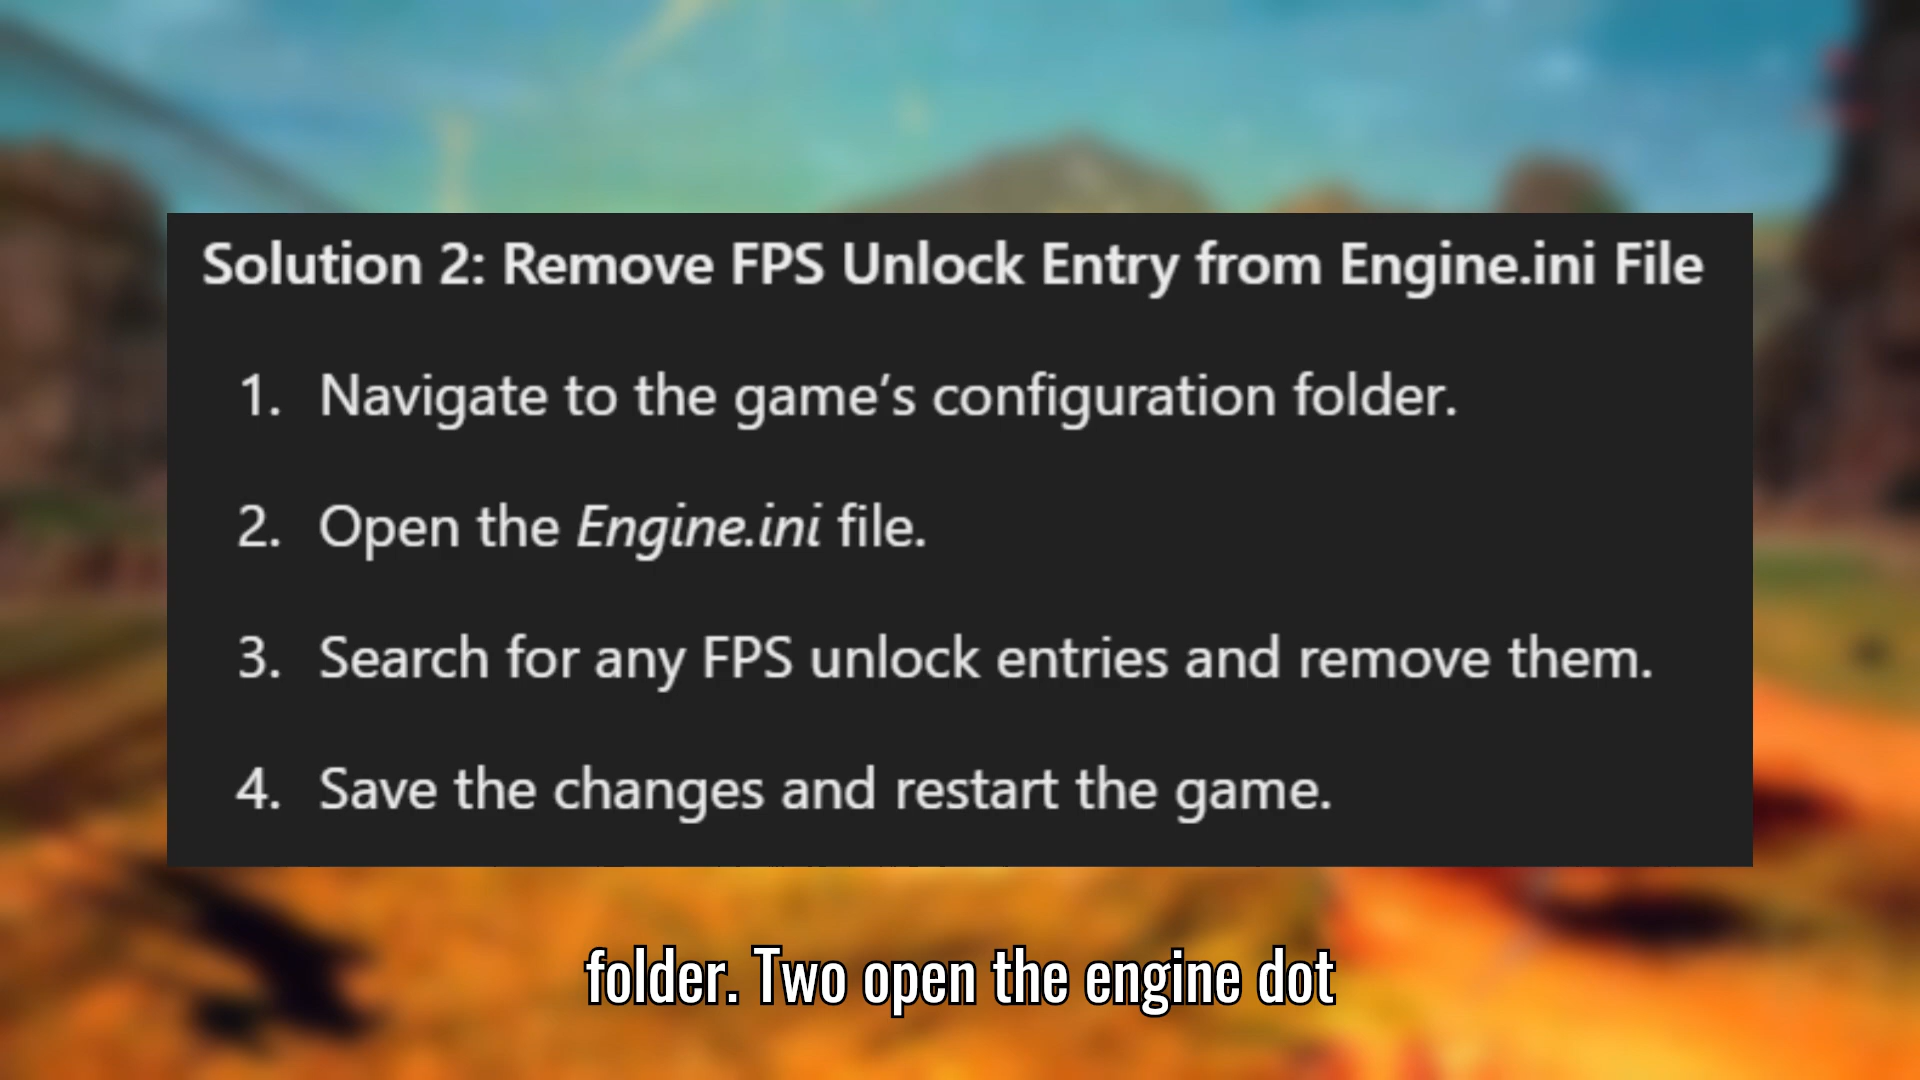 Solution 2: Remove FPS Unlock Entry from Engine.ini File
1. Navigate to the game’s configuration folder.
2. Open the Engine.ini file.
3. Search for any FPS unlock entries and remove them.
4. Save the changes and restart the game.
folder. Two open the engine dot